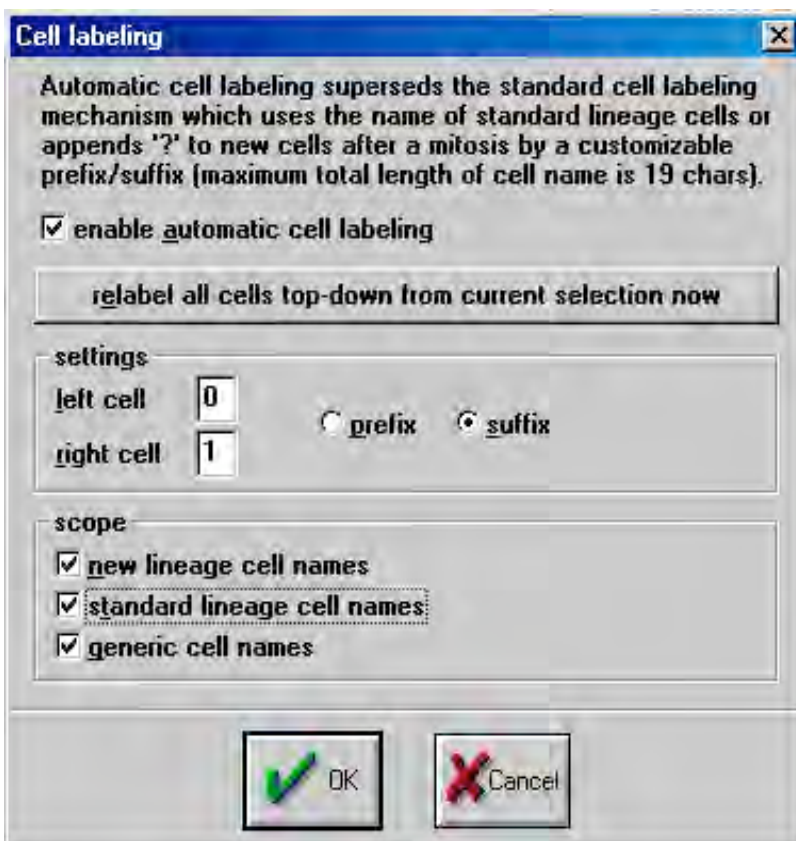 Cell labeling
Automatic cell labeling superseds the standard cell labeling
mechanism which uses the name of standard lineage cells or
appends '?' to new cells after a mitosis by a customizable
prefix/suffix (maximum total length of cell name is 19 chars).
enable automatic cell labeling
relabel all cells top-down from current selection now
settings
left cell 0
prefix suffix
right cell 1
scope
new lineage cell names
standard lineage cell names
generic cell names
OK Cancel